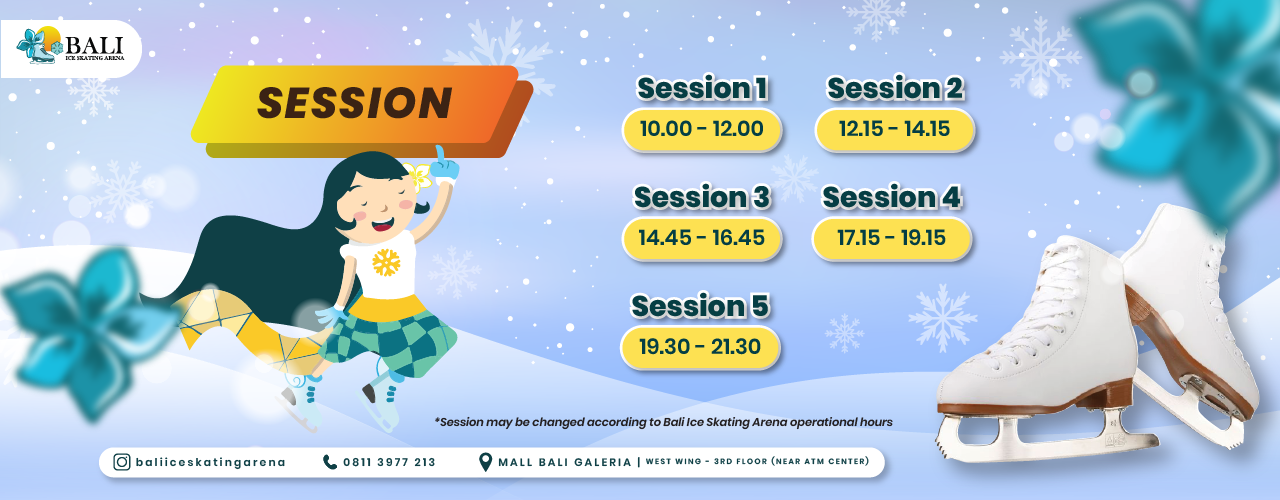 BALI
ICE SKATING ARENA
SESSION
Session 1
10.00 - 12.00
Session 2
12.15 - 14.15
Session 3
14.45 - 16.45
Session 4
17.15 - 19.15
Session 5
19.30 - 21.30
*Session may be changed according to Bali Ice Skating Arena operational hours
baliiceskatingarena
0811 3977 213
MALL BALI GALERIA | WEST WING - 3RD FLOOR (NEAR ATM CENTER)